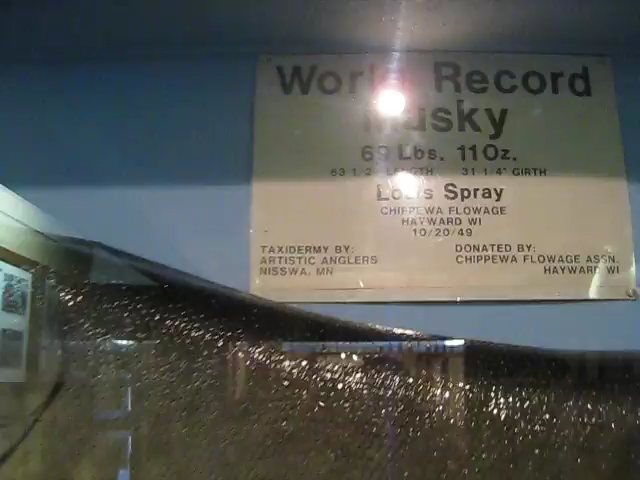 World Record
Musky
69 Lbs. 11 Oz.
63 1/2" LENGTH 31 1/4" GIRTH
Louis Spray
CHIPPEWA FLOWAGE
HAYWARD WI
10/20/49
TAXIDERMY BY:
ARTISTIC ANGLERS
NISSWA, MN
DONATED BY:
CHIPPEWA FLOWAGE ASSN.
HAYWARD WI